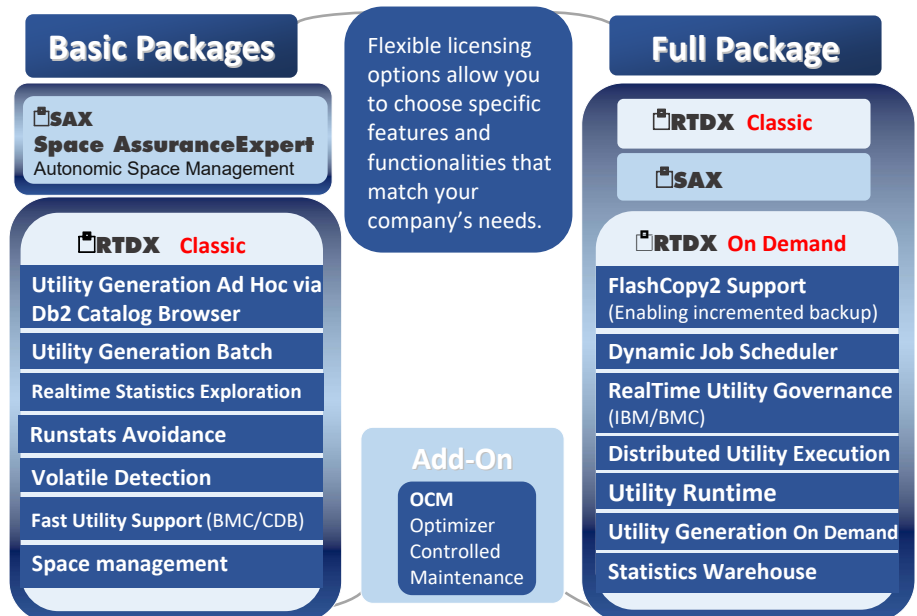 Basic Packages
SAX
Space AssuranceExpert
Autonomic Space Management
RTDX Classic
Utility Generation Ad Hoc via
Db2 Catalog Browser
Utility Generation Batch
Realtime Statistics Exploration
Runstats Avoidance
Volatile Detection
Fast Utility Support (BMC/CDB)
Space management
Flexible licensing
options allow you
to choose specific
features and
functionalities that
match your
company’s needs.
Add-On
OCM
Optimizer
Controlled
Maintenance
Full Package
RTDX Classic
SAX
RTDX On Demand
FlashCopy2 Support
(Enabling incremented backup)
Dynamic Job Scheduler
RealTime Utility Governance
(IBM/BMC)
Distributed Utility Execution
Utility Runtime
Utility Generation On Demand
Statistics Warehouse